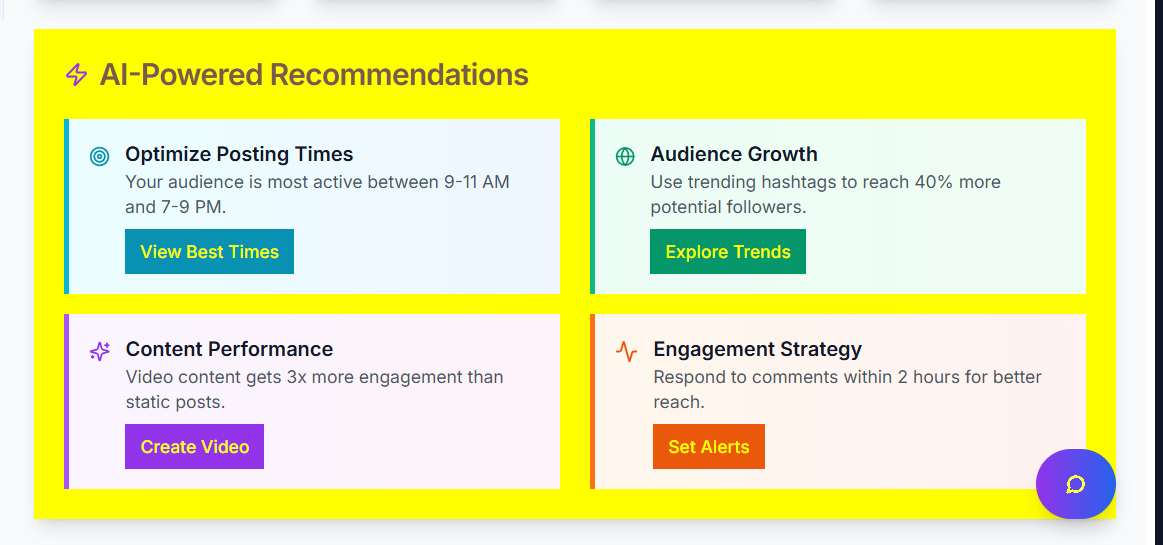 AI-Powered Recommendations
Optimize Posting Times
Your audience is most active between 9-11 AM
and 7-9 PM.
View Best Times
Audience Growth
Use trending hashtags to reach 40% more
potential followers.
Explore Trends
Content Performance
Video content gets 3x more engagement than
static posts.
Create Video
Engagement Strategy
Respond to comments within 2 hours for better
reach.
Set Alerts